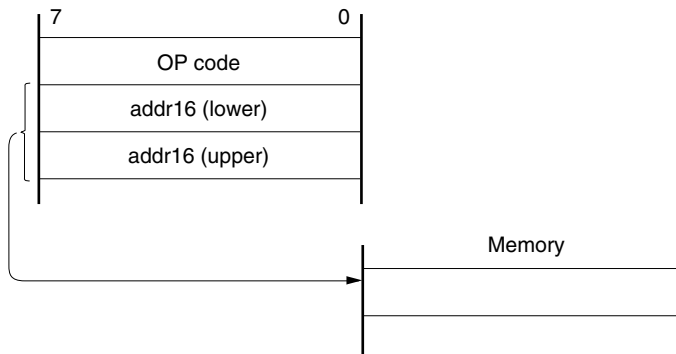 7 0
OP code
addr16 (lower)
addr16 (upper)
Memory